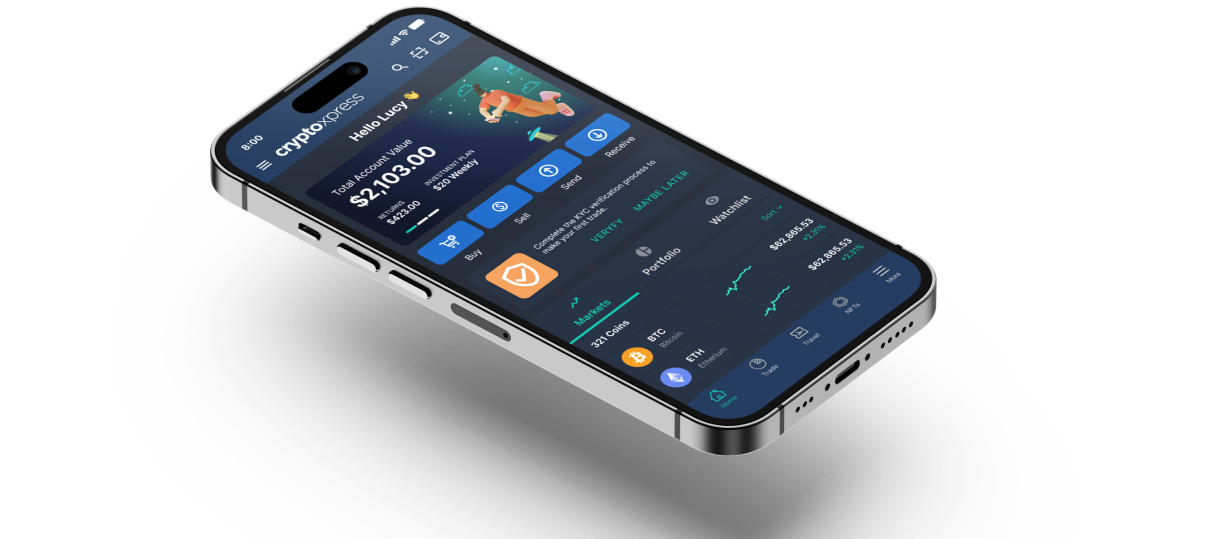 8:00
cryptoxpress
Hello Lucy 👋
Total Account Value
$2,103.00
RETURNS
$423.00
INVESTMENT PLAN
$20 Weekly
Buy
Sell
Send
Receive
Complete the KYC verification process to
make your first trade.
VERYFY
MAYBE LATER
Markets
Portfolio
Watchlist
321 Coins
Sort
BTC
Bitcoin
$62,865.53
+2.31%
ETH
Etherium
$62,865.53
+2.31%
Home
Trade
Travel
NFTs
More